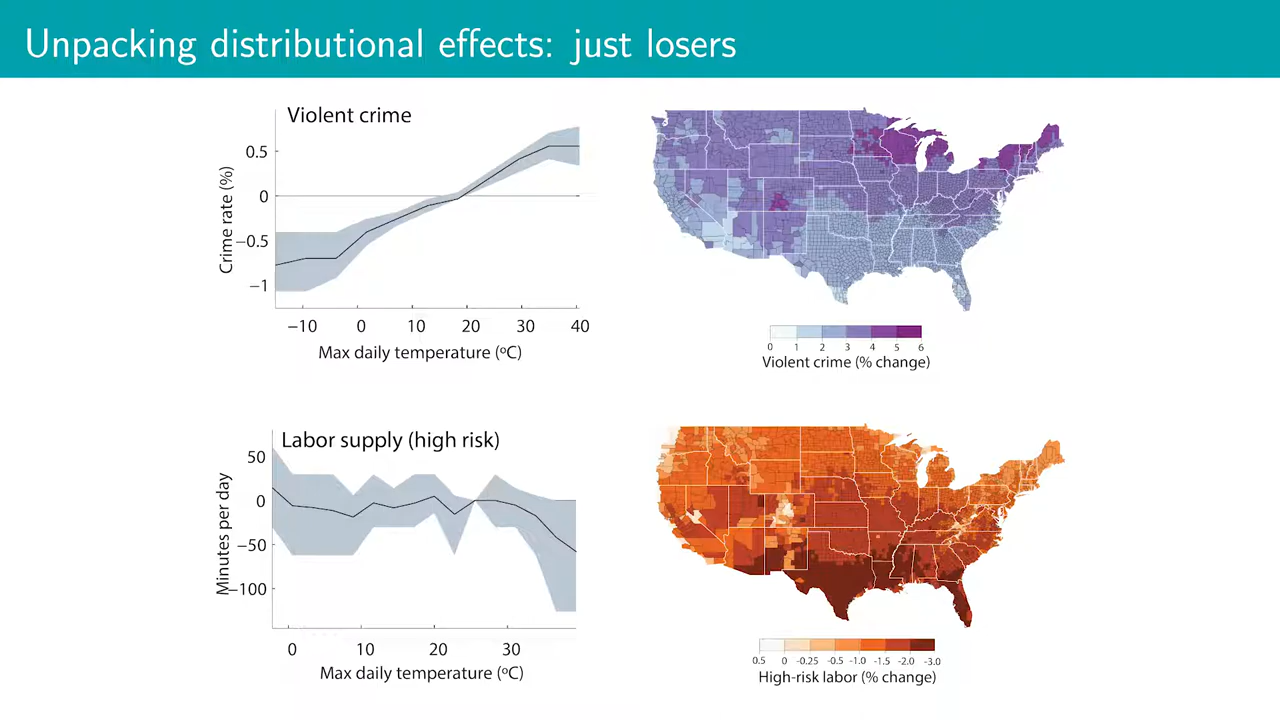 Unpacking distributional effects: just losers
Violent crime
Crime rate (%)
0.5
0
−0.5
−1
−10 0 10 20 30 40
Max daily temperature (ºC)
0 1 2 3 4 5 6
Violent crime (% change)
Labor supply (high risk)
Minutes per day
50
0
−50
−100
0 10 20 30
Max daily temperature (ºC)
0.5 0 -0.25 -0.5 -1.0 -1.5 -2.0 -3.0
High-risk labor (% change)